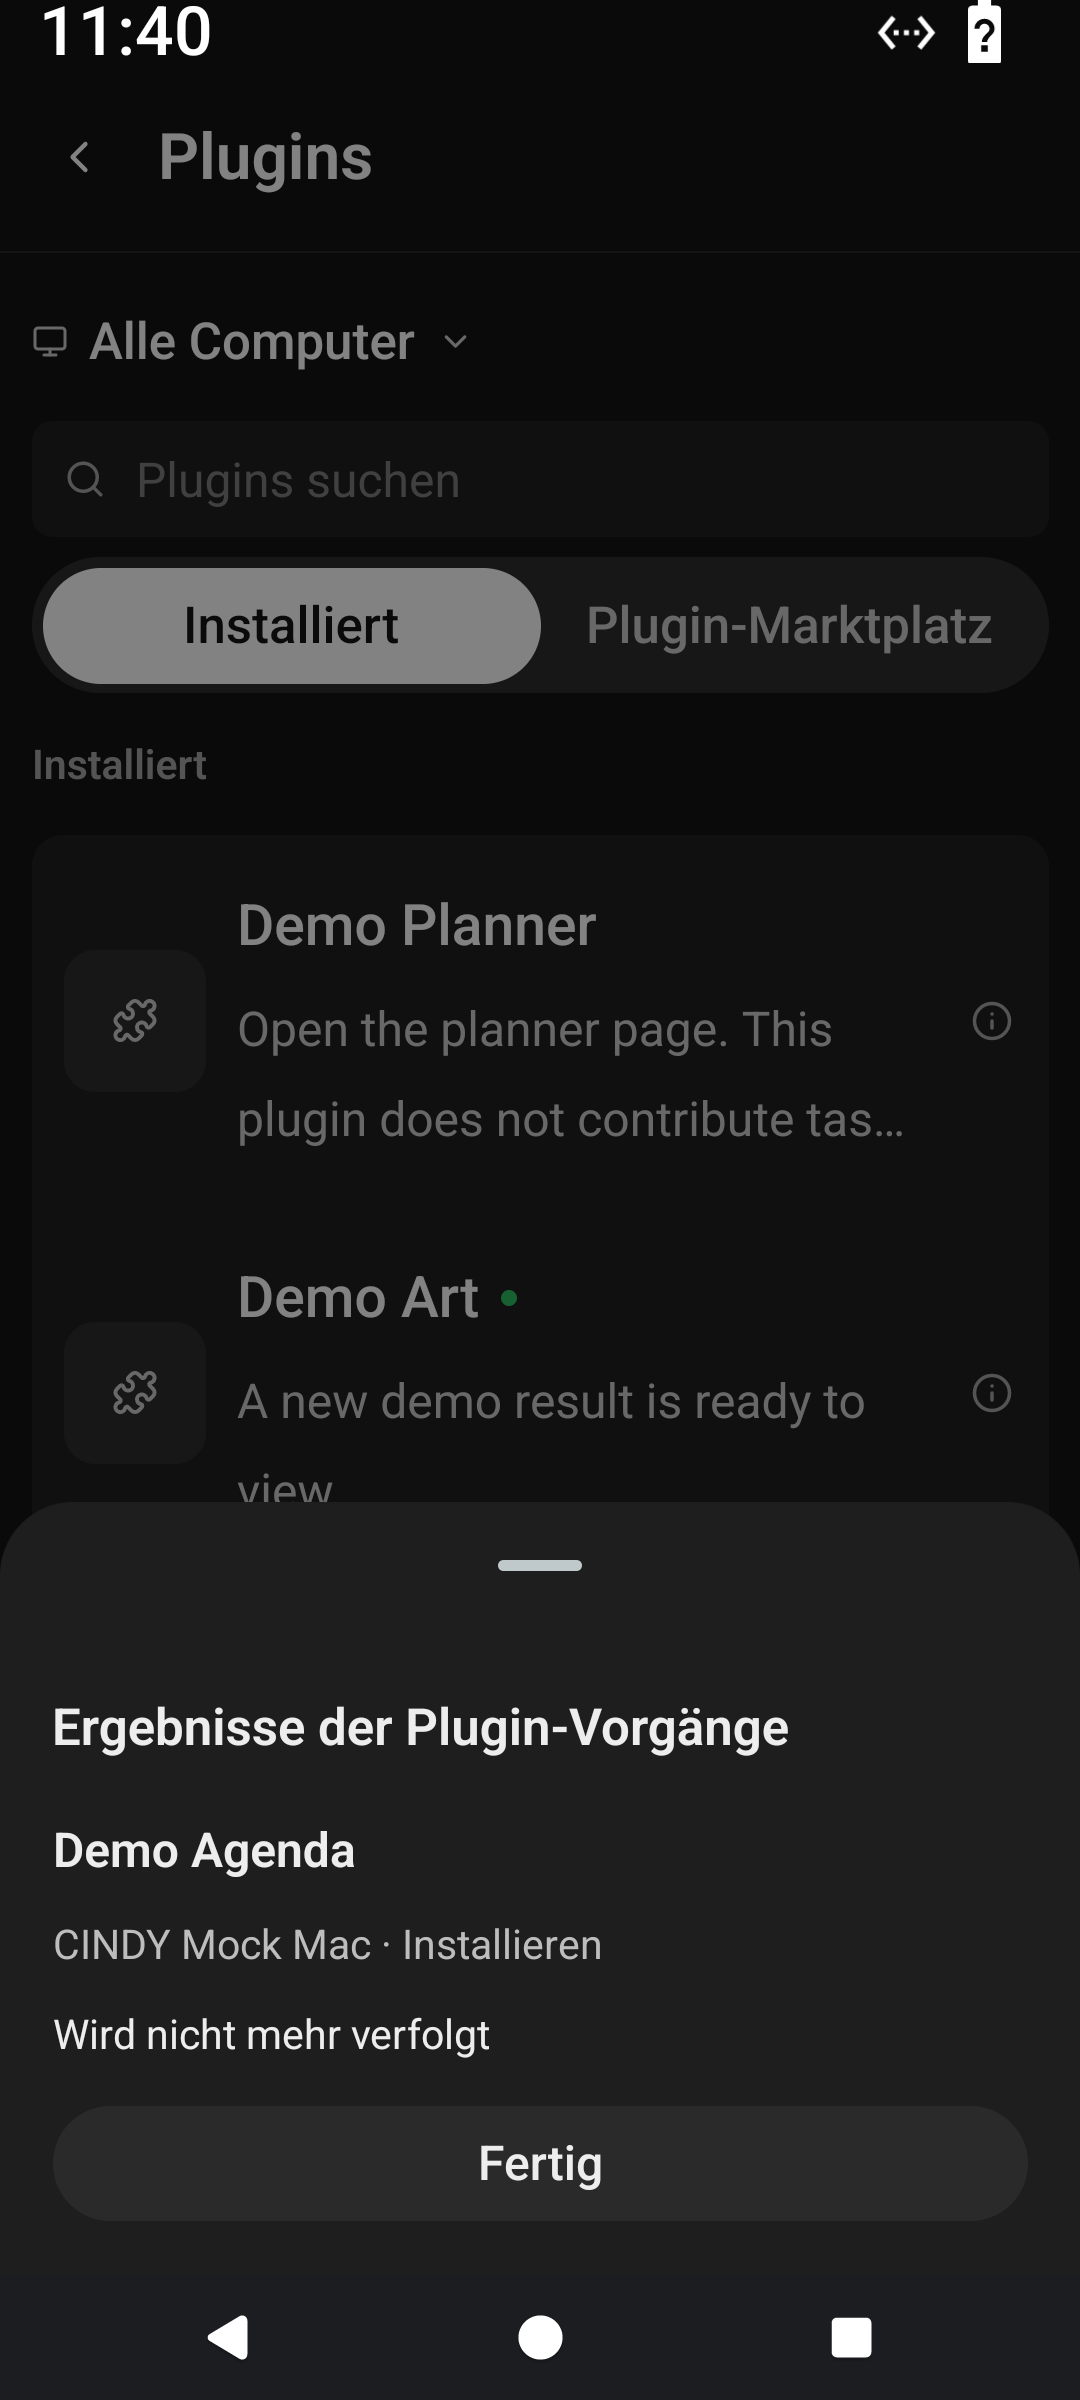 11:40
Plugins
Alle Computer
Plugins suchen
Installiert
Plugin-Marktplatz
Installiert
Demo Planner
Open the planner page. This
plugin does not contribute tas…
Demo Art
A new demo result is ready to
view
Ergebnisse der Plugin-Vorgänge
Demo Agenda
CINDY Mock Mac · Installieren
Wird nicht mehr verfolgt
Fertig